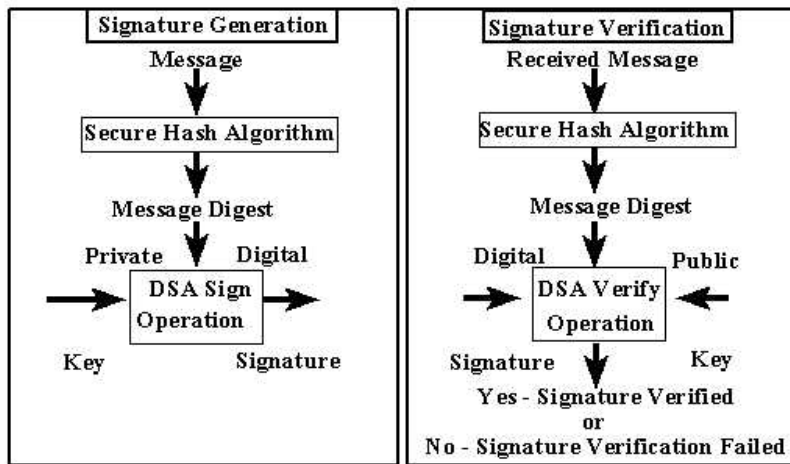 Signature Generation
Message
Secure Hash Algorithm
Message Digest
Private Digital
DSA Sign
Operation
Key Signature
Signature Verification
Received Message
Secure Hash Algorithm
Message Digest
Digital Public
DSA Verify
Operation
Signature Key
Yes - Signature Verified
or
No - Signature Verification Failed